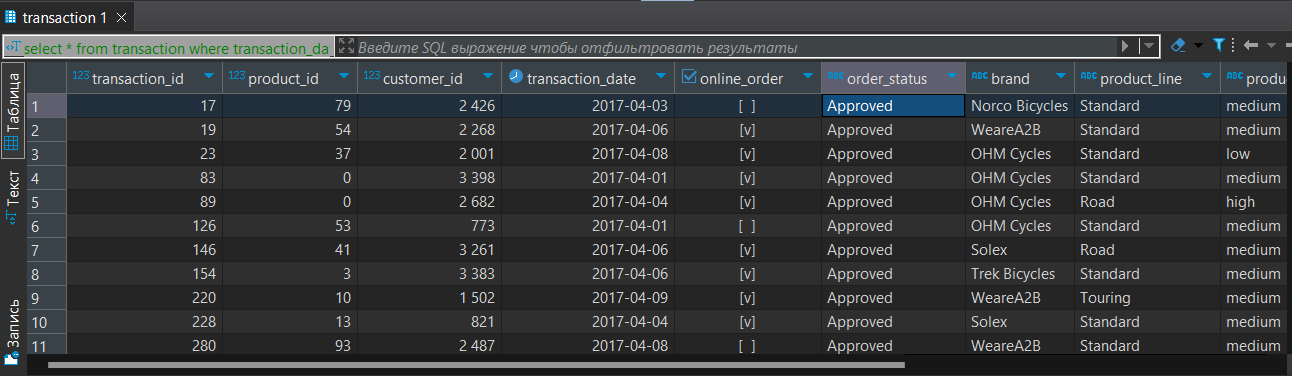 transaction 1
select * from transaction where transaction_da Введите SQL выражение чтобы отфильтровать результаты
Таблица
Текст
Запись
123 transaction_id 123 product_id 123 customer_id transaction_date online_order ABC order_status ABC brand ABC product_line ABC produ
1 17 79 2 426 2017-04-03 [ ] Approved Norco Bicycles Standard medium
2 19 54 2 268 2017-04-06 [v] Approved WeareA2B Standard medium
3 23 37 2 001 2017-04-08 [v] Approved OHM Cycles Standard low
4 83 0 3 398 2017-04-01 [v] Approved OHM Cycles Standard medium
5 89 0 2 682 2017-04-04 [v] Approved OHM Cycles Road high
6 126 53 773 2017-04-01 [ ] Approved OHM Cycles Standard medium
7 146 41 3 261 2017-04-06 [v] Approved Solex Road medium
8 154 3 3 383 2017-04-06 [v] Approved Trek Bicycles Standard medium
9 220 10 1 502 2017-04-09 [v] Approved WeareA2B Touring medium
10 228 13 821 2017-04-04 [v] Approved Solex Standard medium
11 280 93 2 487 2017-04-08 [ ] Approved WeareA2B Standard medium